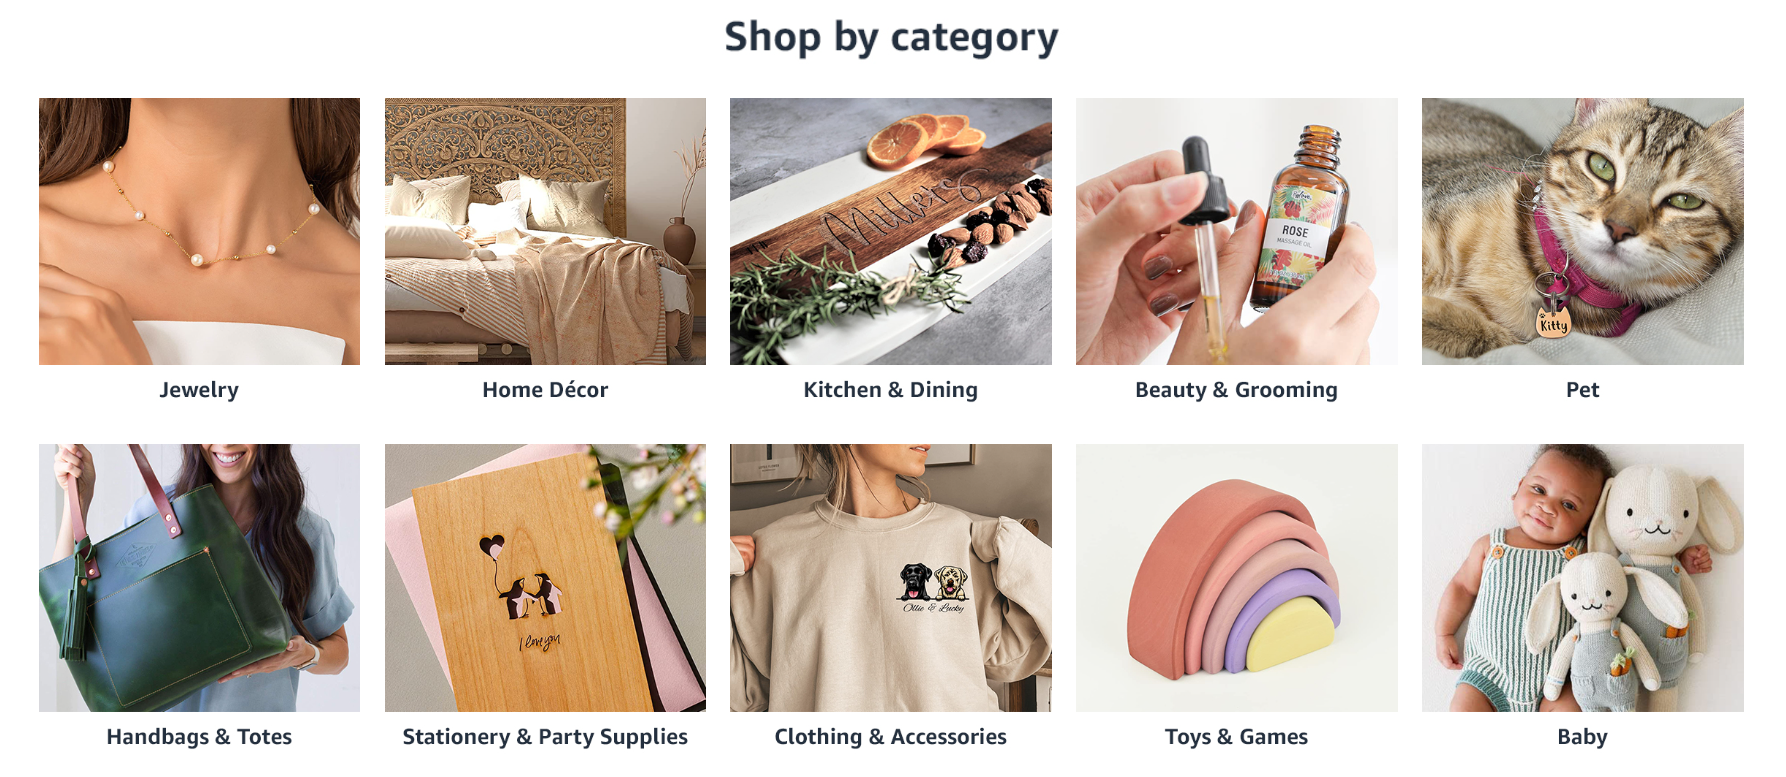 Shop by category
Millers
ROSE
MASSAGE OIL
Kitty
Jewelry
Home Décor
Kitchen & Dining
Beauty & Grooming
Pet
I love you
Ollie & Lucky
Handbags & Totes
Stationery & Party Supplies
Clothing & Accessories
Toys & Games
Baby